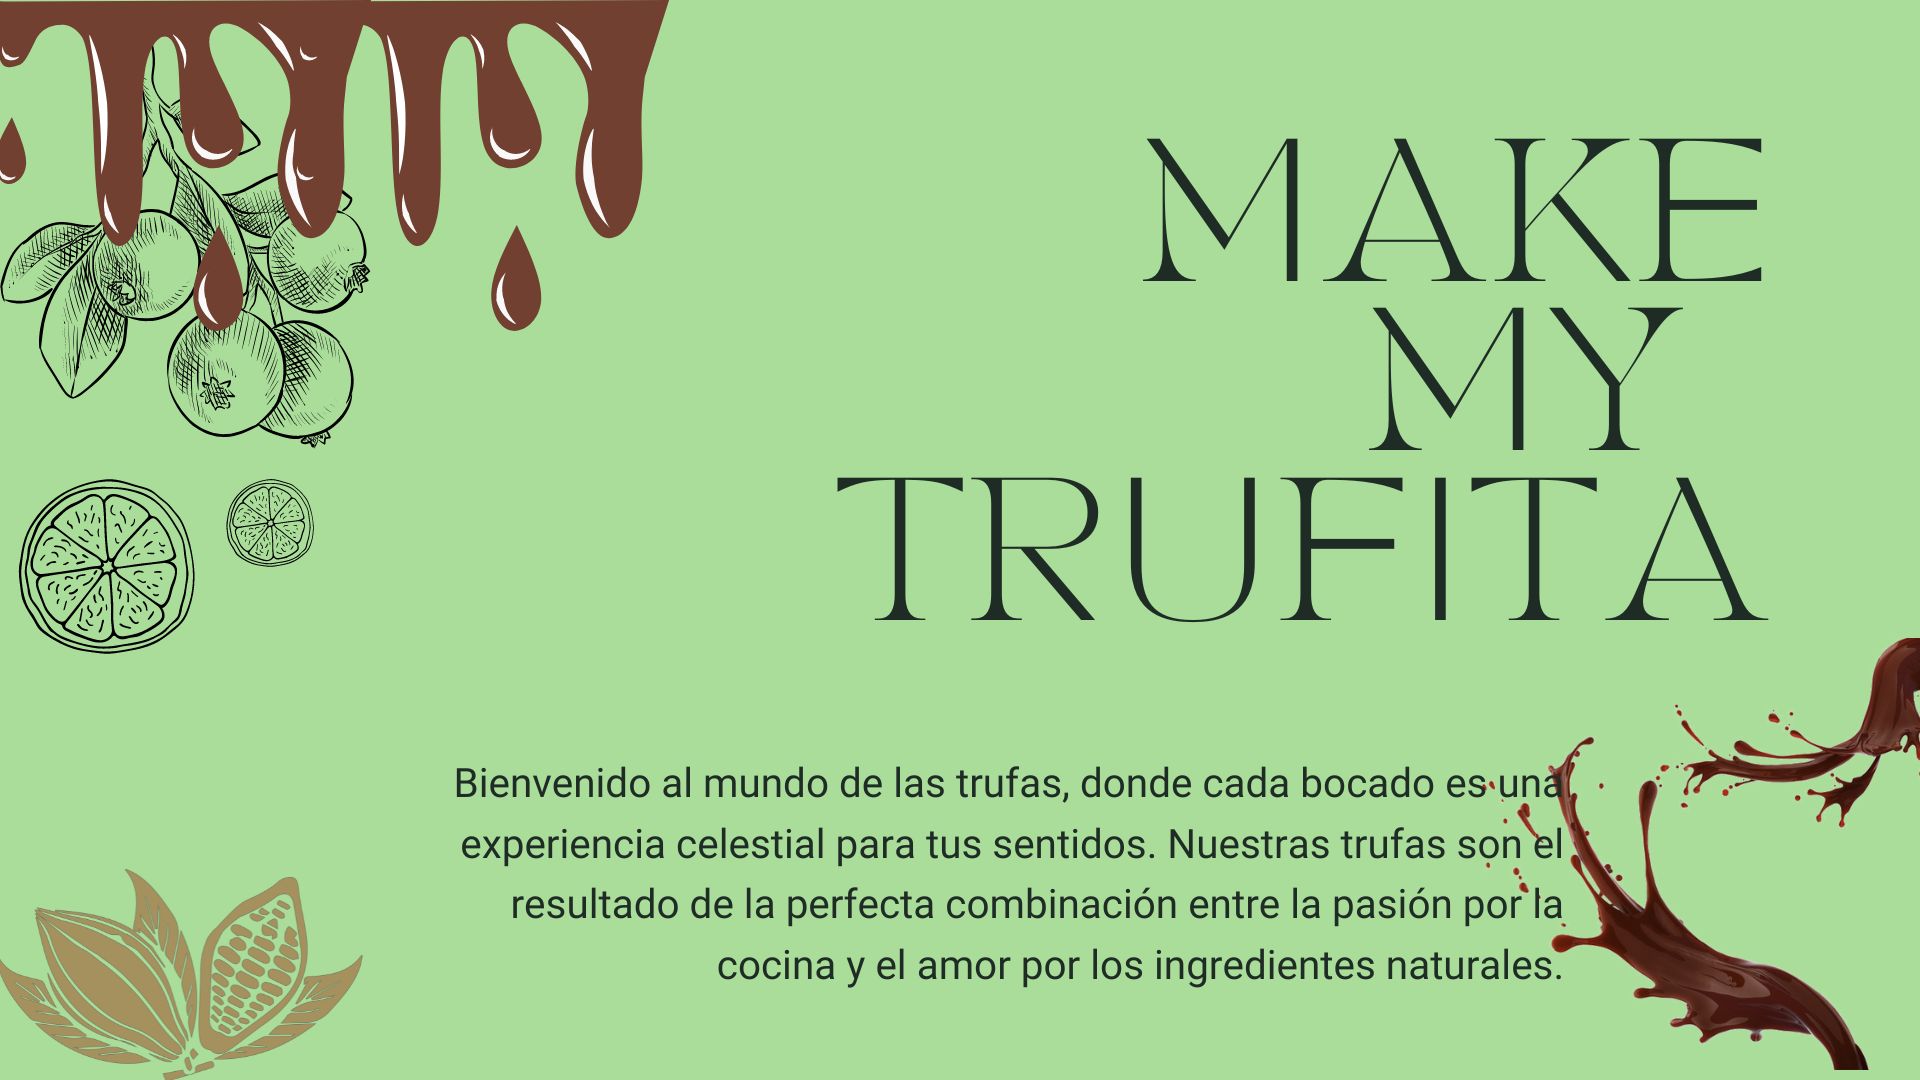 MAKE
MY
TRUFITA
Bienvenido al mundo de las trufas, donde cada bocado es una
experiencia celestial para tus sentidos. Nuestras trufas son el
resultado de la perfecta combinación entre la pasión por la
cocina y el amor por los ingredientes naturales.